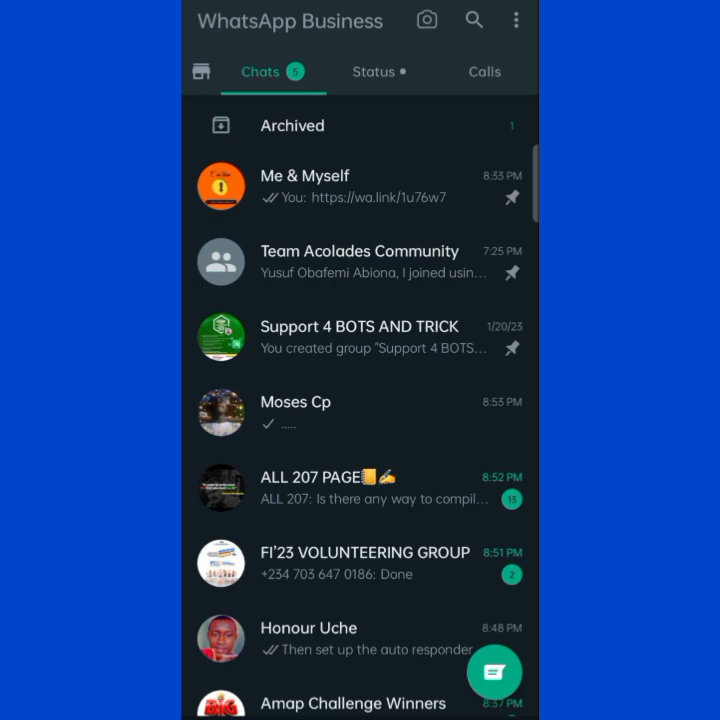 WhatsApp Business
Chats 5 Status Calls
Archived 1
Me & Myself 8:33 PM
You: https://wa.link/1u76w7
Team Acolades Community 7:25 PM
Yusuf Obafemi Abiona, I joined usin...
Support 4 BOTS AND TRICK 1/20/23
You created group "Support 4 BOTS...
Moses Cp 8:53 PM
.....
ALL 207 PAGE📒✍️ 8:52 PM
ALL 207: Is there any way to compil... 13
FI'23 VOLUNTEERING GROUP 8:51 PM
+234 703 647 0186: Done 2
Honour Uche 8:48 PM
Then set up the auto responder
BIG Amap Challenge Winners 8:37 PM